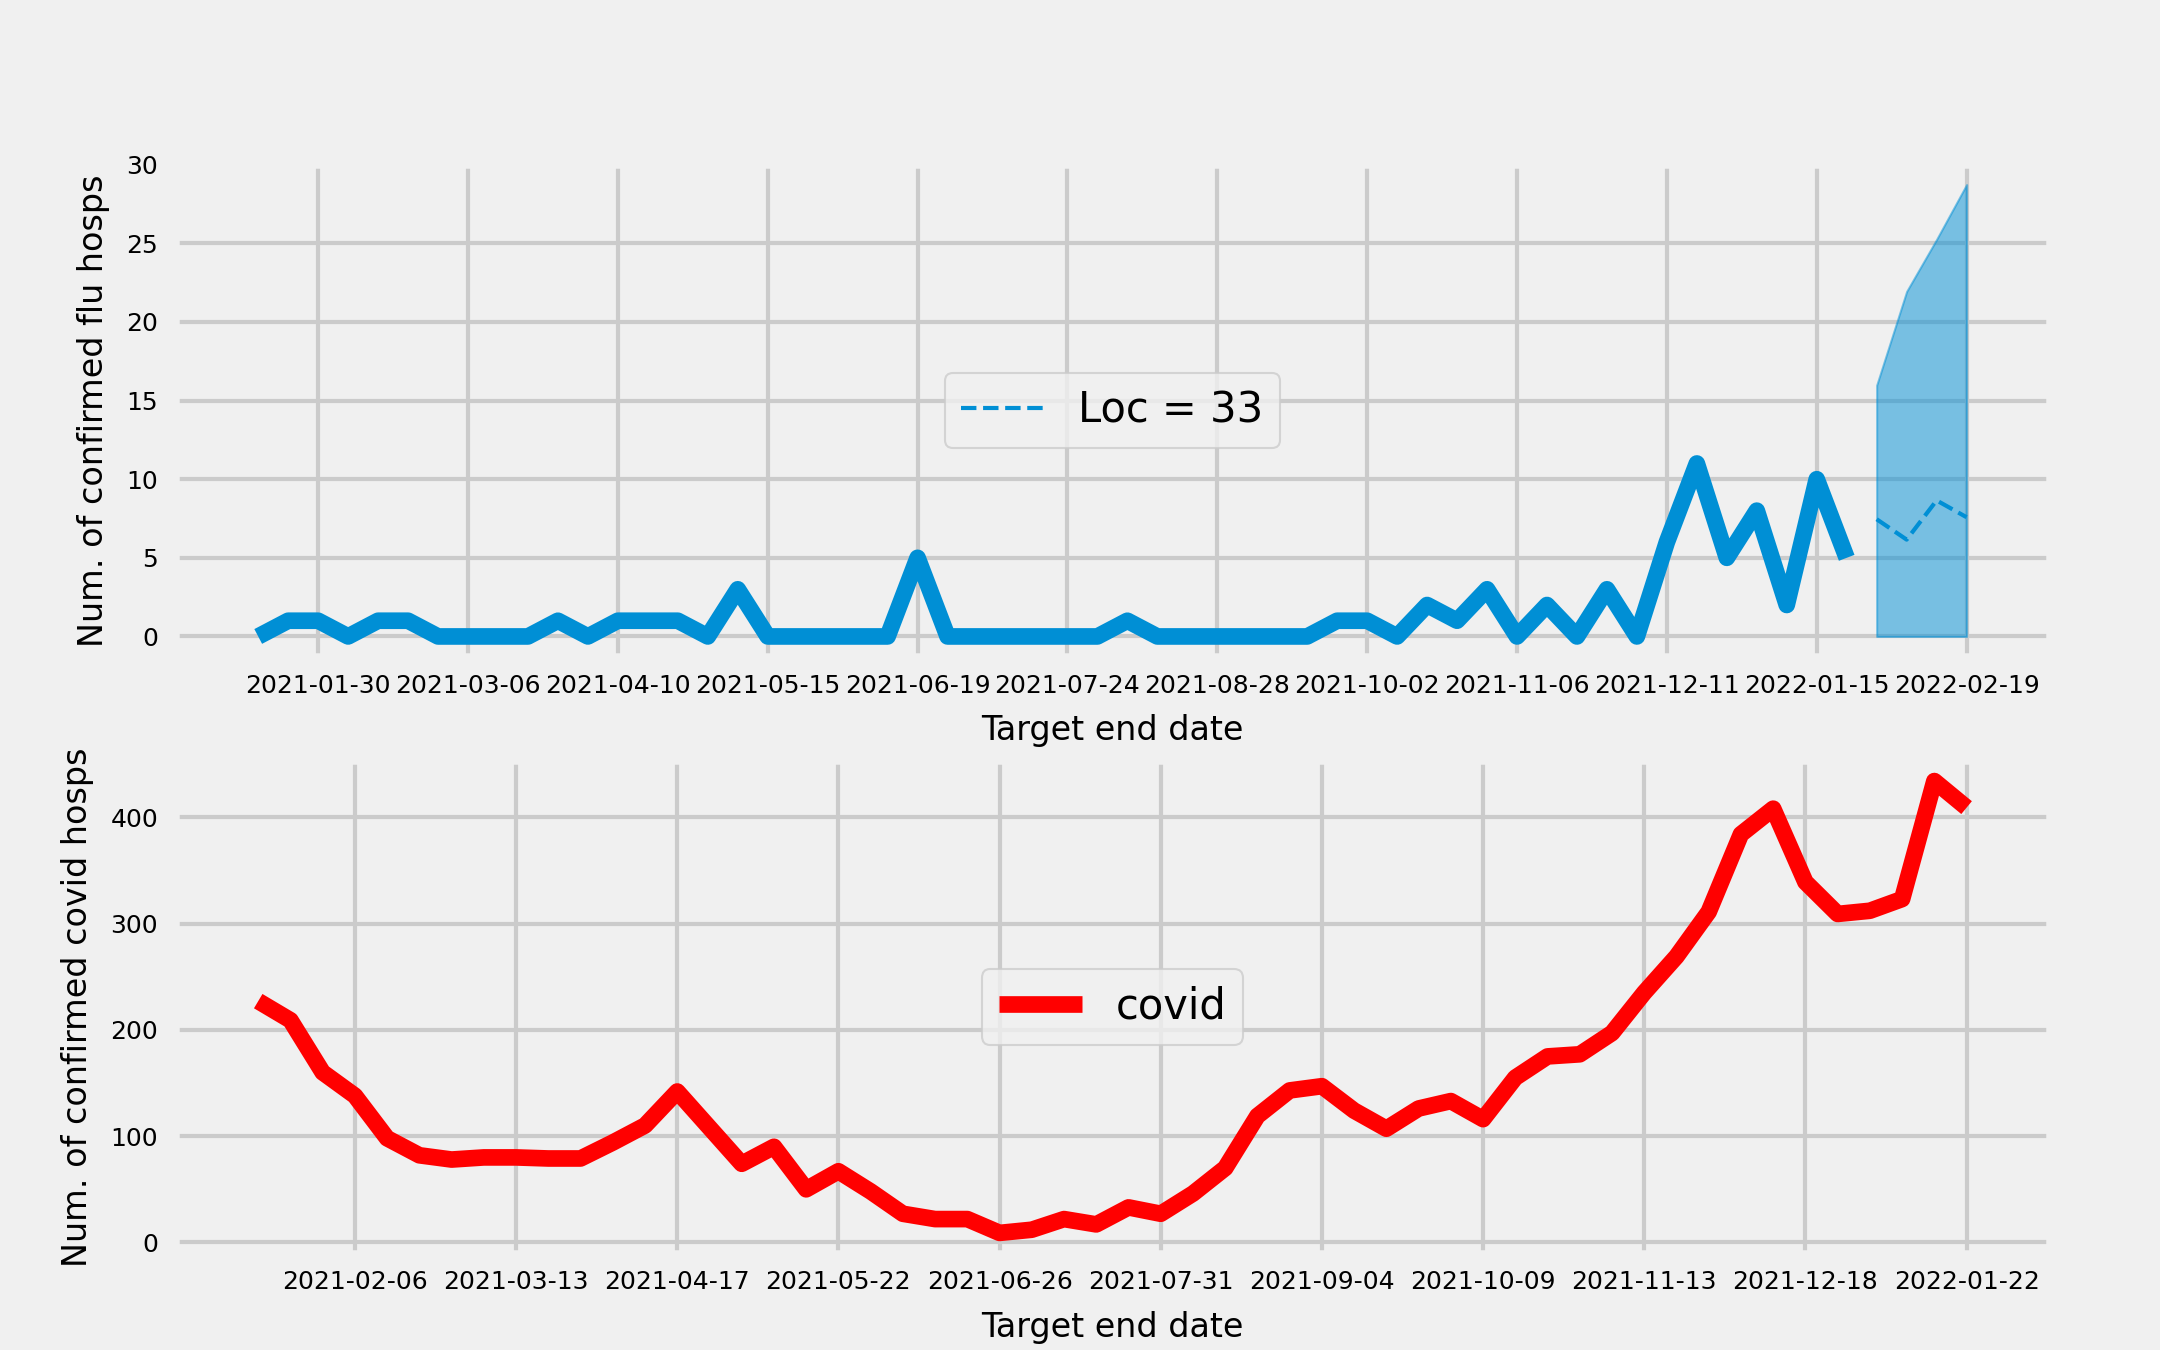 Num. of confirmed flu hosps
30
25
20
15
10
5
0
Loc = 33
2021-01-30 2021-03-06 2021-04-10 2021-05-15 2021-06-19 2021-07-24 2021-08-28 2021-10-02 2021-11-06 2021-12-11 2022-01-15 2022-02-19
Target end date
Num. of confirmed covid hosps
400
300
200
100
0
covid
2021-02-06 2021-03-13 2021-04-17 2021-05-22 2021-06-26 2021-07-31 2021-09-04 2021-10-09 2021-11-13 2021-12-18 2022-01-22
Target end date